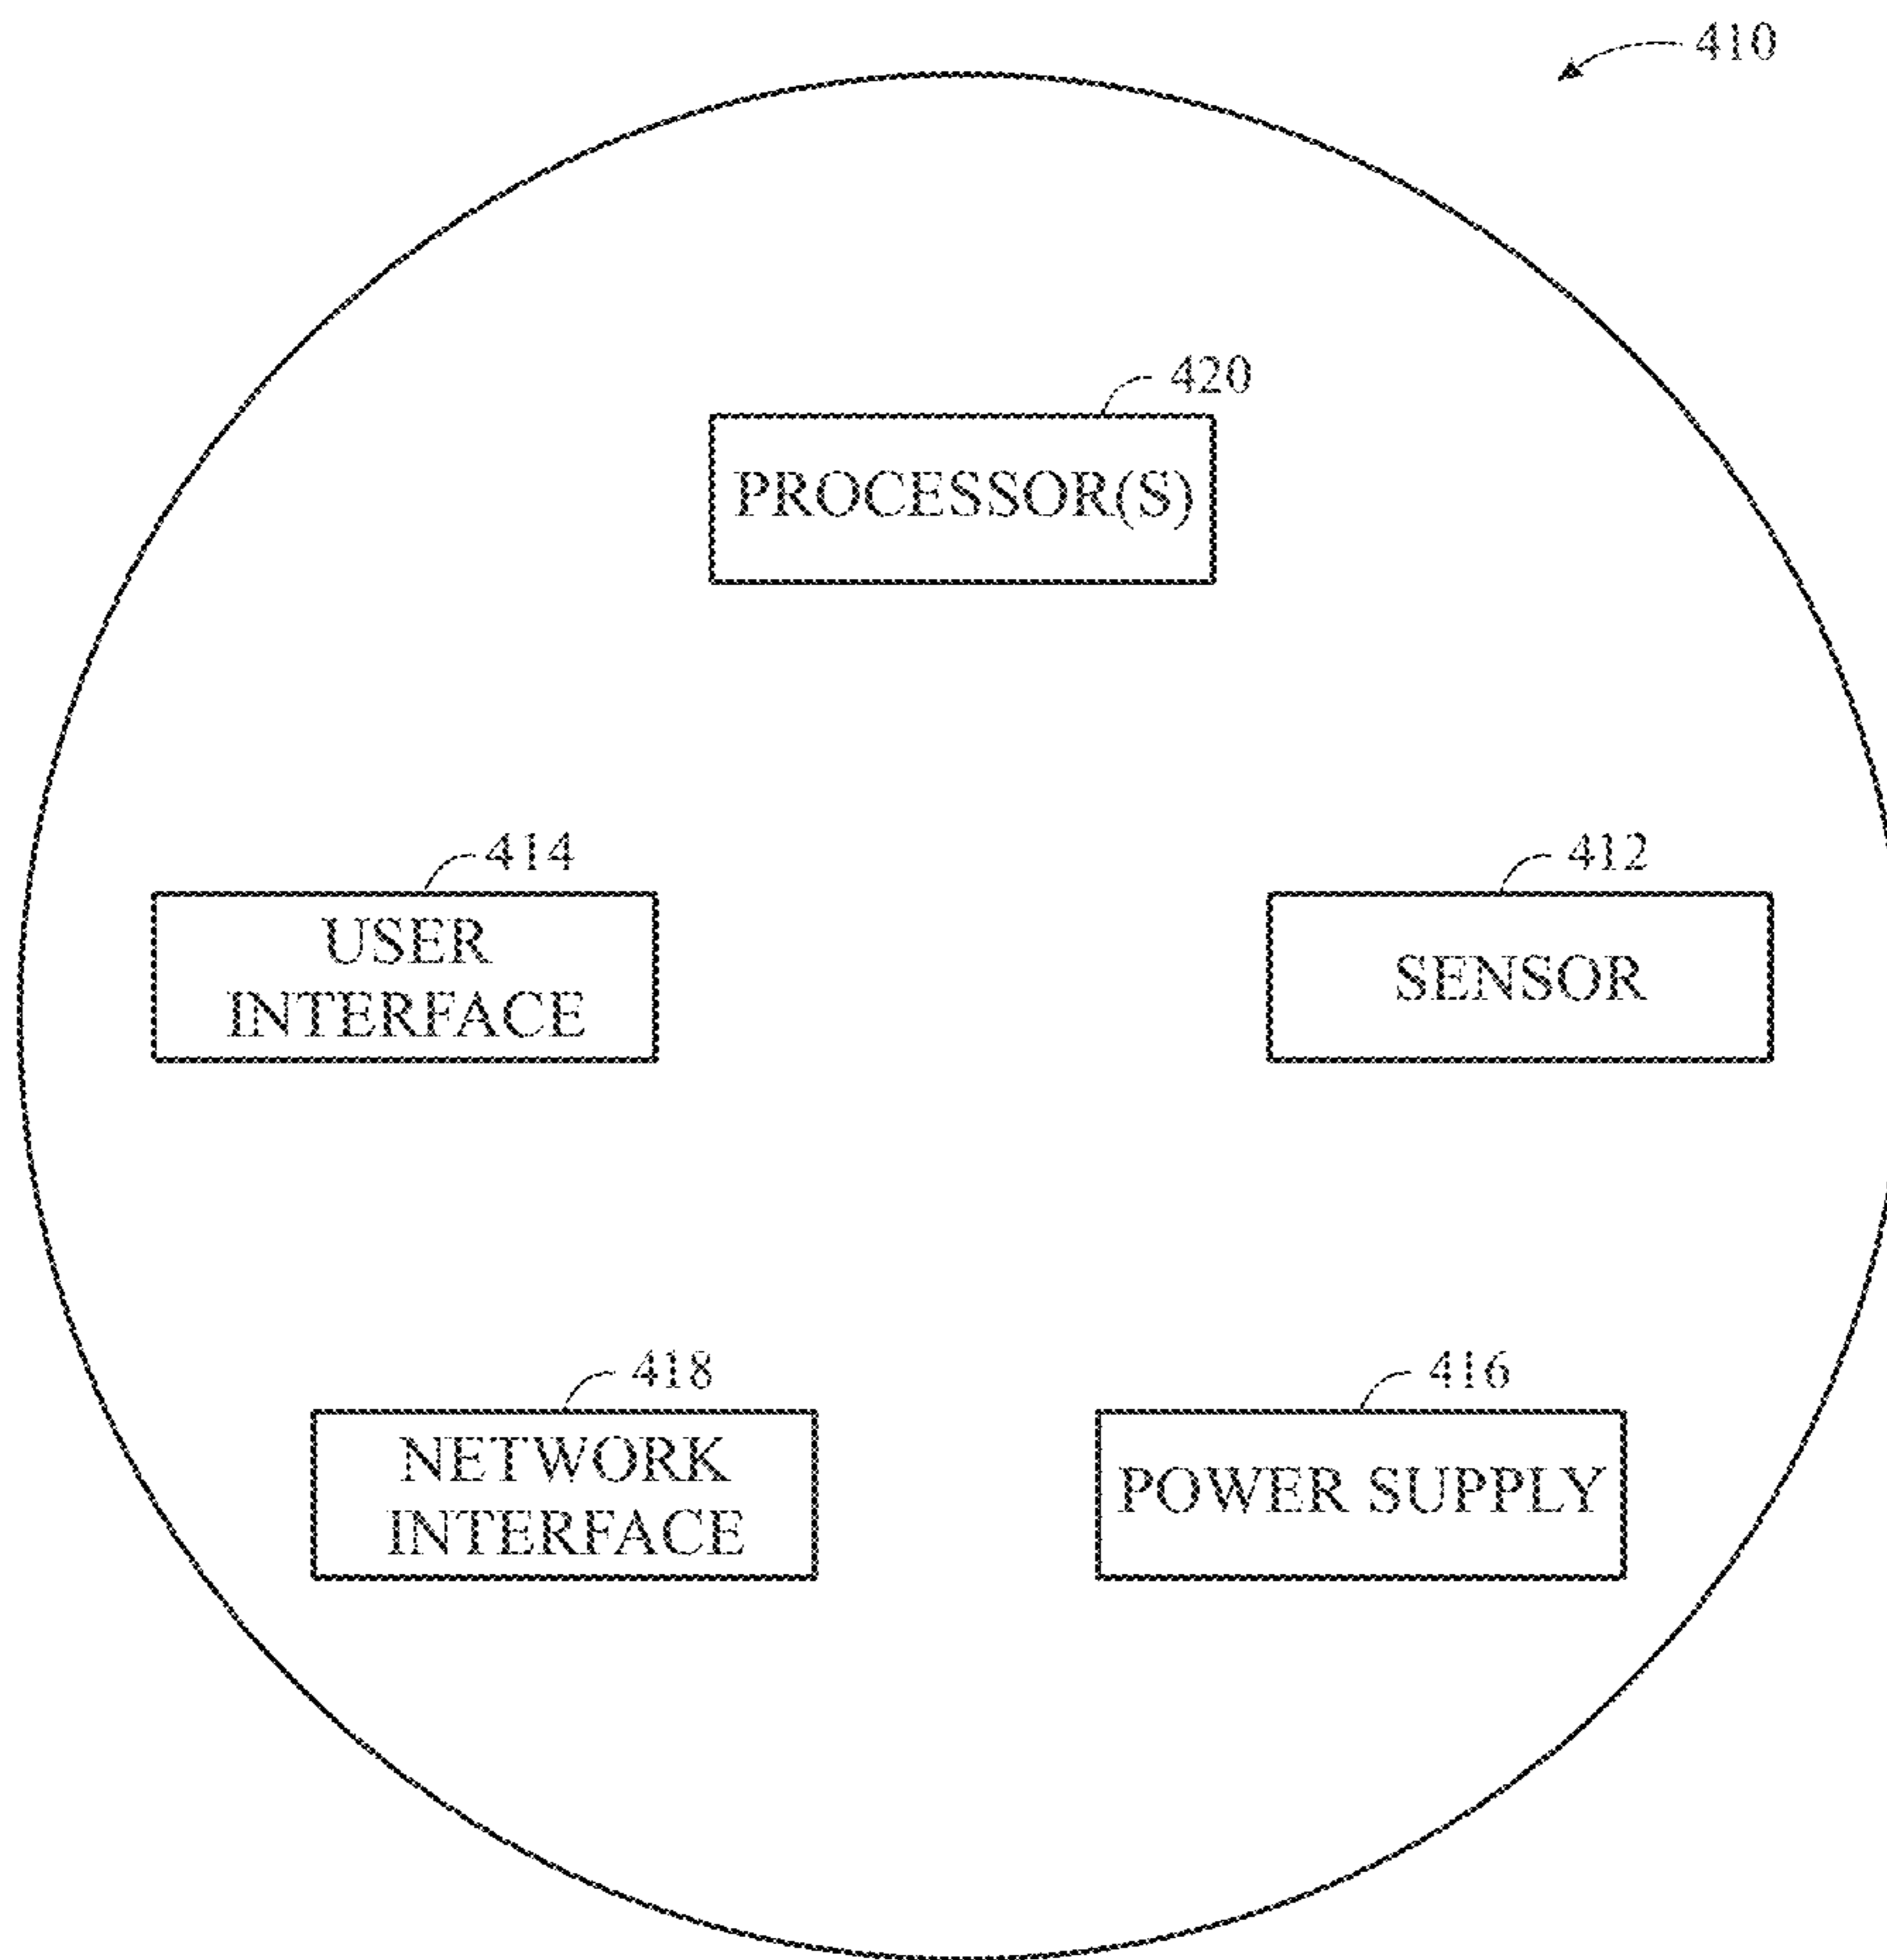 410
420
PROCESSOR(S)
414
USER
INTERFACE
412
SENSOR
418
NETWORK
INTERFACE
416
POWER SUPPLY